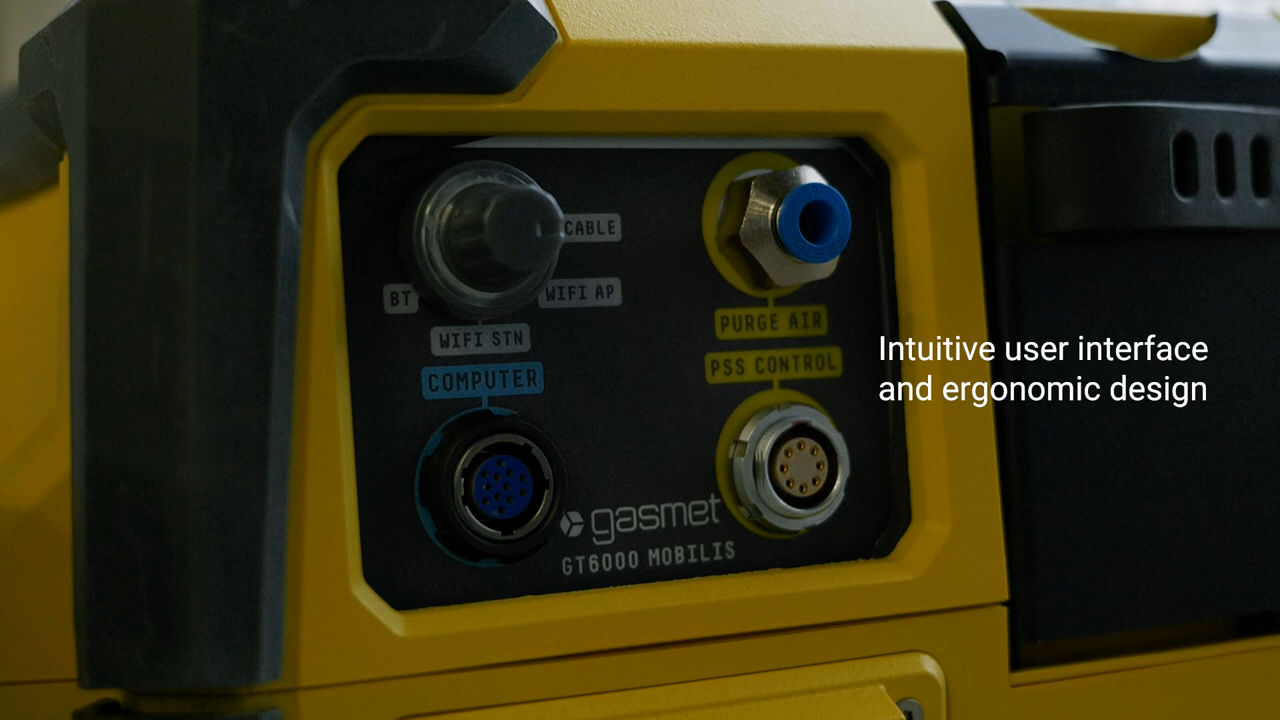 CABLE
BT
WIFI AP
WIFI STN
COMPUTER
PURGE AIR
PSS CONTROL
gasmet
GT6000 MOBILIS
Intuitive user interface
and ergonomic design